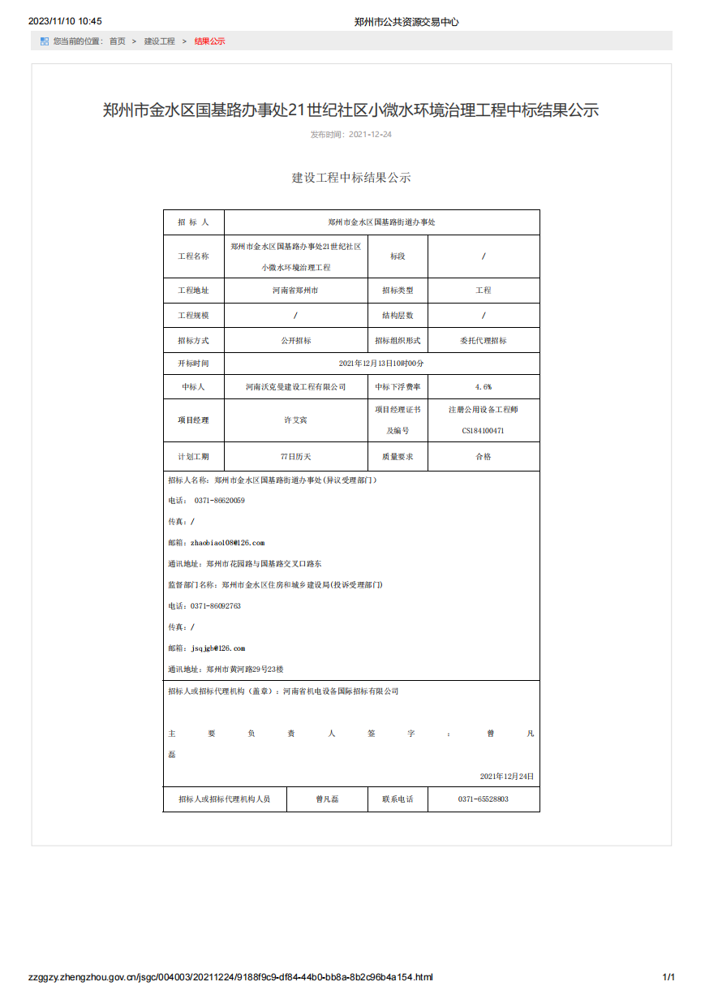 2023/11/10 10:45 郑州市公共资源交易中心
您当前的位置： 首页 > 建设工程 > 结果公示
郑州市金水区国基路办事处21世纪社区小微水环境治理工程中标结果公示
发布时间：2021-12-24
建设工程中标结果公示
招 标 人 郑州市金水区国基路街道办事处
工程名称 郑州市金水区国基路办事处21世纪社区
小微水环境治理工程 标段 /
工程地址 河南省郑州市 招标类型 工程
工程规模 / 结构层数 /
招标方式 公开招标 招标组织形式 委托代理招标
开标时间 2021年12月13日10时00分
中标人 河南沃克曼建设工程有限公司 中标下浮费率 4.6%
项目经理 许艾宾 项目经理证书
及编号 注册公用设备工程师
CS184100471
计划工期 77日历天 质量要求 合格
招标人名称：郑州市金水区国基路街道办事处(异议受理部门)
电话： 0371-86620059
传真：/
邮箱：zhaobiao108@126.com
通讯地址：郑州市花园路与国基路交叉口路东
监督部门名称：郑州市金水区住房和城乡建设局(投诉受理部门)
电话：0371-86092763
传真：/
邮箱：jsqjgb@126.com
通讯地址：郑州市黄河路29号23楼
招标人或招标代理机构（盖章）：河南省机电设备国际招标有限公司
主 要 负 责 人 签 字 ： 曾 凡
磊
2021年12月24日
招标人或招标代理机构人员 曾凡磊 联系电话 0371-65528803
zzggzy.zhengzhou.gov.cn/jsgc/004003/20211224/9188f9c9-df84-44b0-bb8a-8b2c96b4a154.html 1/1